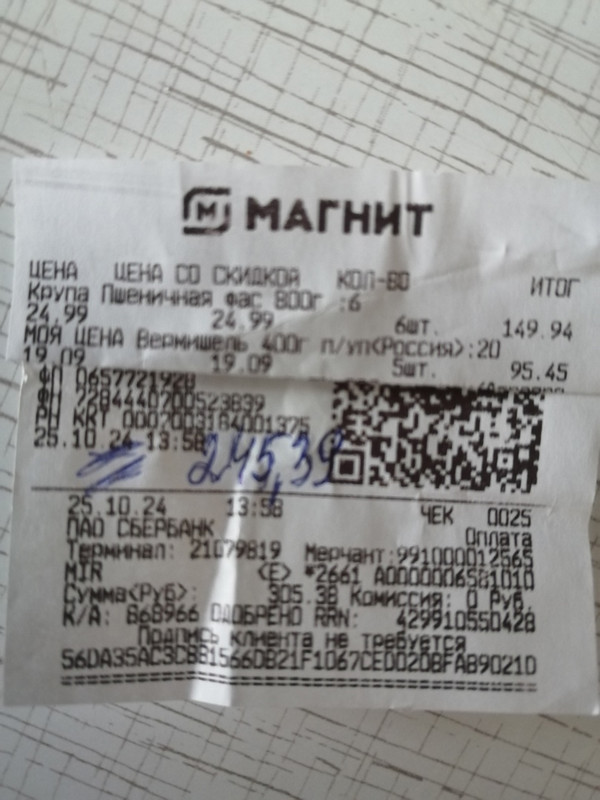 МАГНИТ
ЦЕНА ЦЕНА СО СКИДКОЙ КОЛ-ВО ИТОГ
Крупа Пшеничная фас 800г :6
24.99 24.99 6шт. 149.94
МОЯ ЦЕНА Вермишель 400г п/уп<Россия>:20
19.09 19.09 5шт. 95.45
ФП 0657721928
РН ККТ 0007003184001375
25.10.24 13:58
245,39
25.10.24 13:58 ЧЕК 0025
ПАО СБЕРБАНК Оплата
Терминал: 21079819 Мерчант:991000012565
MIR <E> *2661 A0000006581010
Сумма<Руб>: 305.38 Комиссия: 0 Руб.
К/А: 868966 ОДОБРЕНО RRN: 429910550428
Подпись клиента не требуется